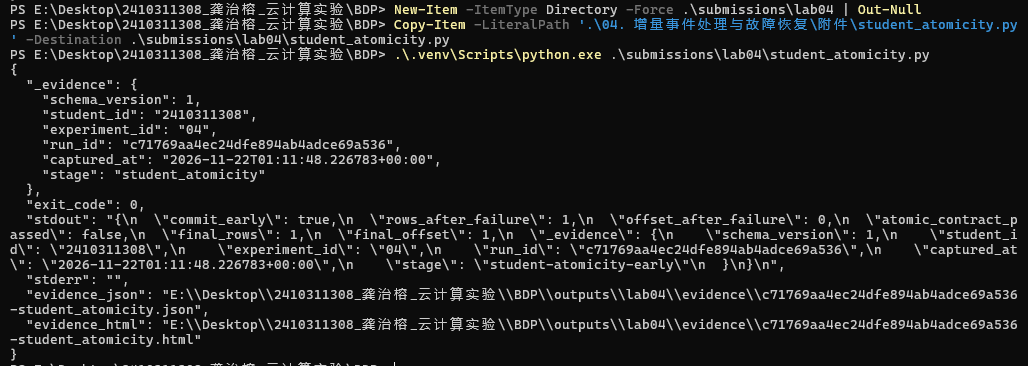 PS E:\Desktop\2410311308_龚治榕_云计算实验\BDP> New-Item -ItemType Directory -Force .\submissions\lab04 | Out-Null
PS E:\Desktop\2410311308_龚治榕_云计算实验\BDP> Copy-Item -LiteralPath '.\04. 增量事件处理与故障恢复\附件\student_atomicity.py
' -Destination .\submissions\lab04\student_atomicity.py
PS E:\Desktop\2410311308_龚治榕_云计算实验\BDP> .\.venv\Scripts\python.exe .\submissions\lab04\student_atomicity.py
{
  "_evidence": {
    "schema_version": 1,
    "student_id": "2410311308",
    "experiment_id": "04",
    "run_id": "c71769aa4ec24dfe894ab4adce69a536",
    "captured_at": "2026-11-22T01:11:48.226783+00:00",
    "stage": "student_atomicity"
  },
  "exit_code": 0,
  "stdout": "{\n  \"commit_early\": true,\n  \"rows_after_failure\": 1,\n  \"offset_after_failure\": 0,\n  \"atomic_contract_p
assed\": false,\n  \"final_rows\": 1,\n  \"final_offset\": 1,\n  \"_evidence\": {\n    \"schema_version\": 1,\n    \"student_i
d\": \"2410311308\",\n    \"experiment_id\": \"04\",\n    \"run_id\": \"c71769aa4ec24dfe894ab4adce69a536\",\n    \"captured_at
\": \"2026-11-22T01:11:48.226783+00:00\",\n    \"stage\": \"student-atomicity-early\"\n  }\n}\n",
  "stderr": "",
  "evidence_json": "E:\\Desktop\\2410311308_龚治榕_云计算实验\\BDP\\outputs\\lab04\\evidence\\c71769aa4ec24dfe894ab4adce69a536
-student_atomicity.json",
  "evidence_html": "E:\\Desktop\\2410311308_龚治榕_云计算实验\\BDP\\outputs\\lab04\\evidence\\c71769aa4ec24dfe894ab4adce69a536
-student_atomicity.html"
}